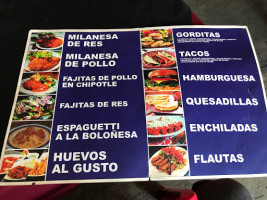 MILANESA
DE RES
MILANESA
DE POLLO
FAJITAS DE POLLO
EN CHIPOTLE
FAJITAS DE RES
ESPAGUETTI
A LA BOLOÑESA
HUEVOS
AL GUSTO
GORDITAS
TACOS
HAMBURGUESA
QUESADILLAS
ENCHILADAS
FLAUTAS